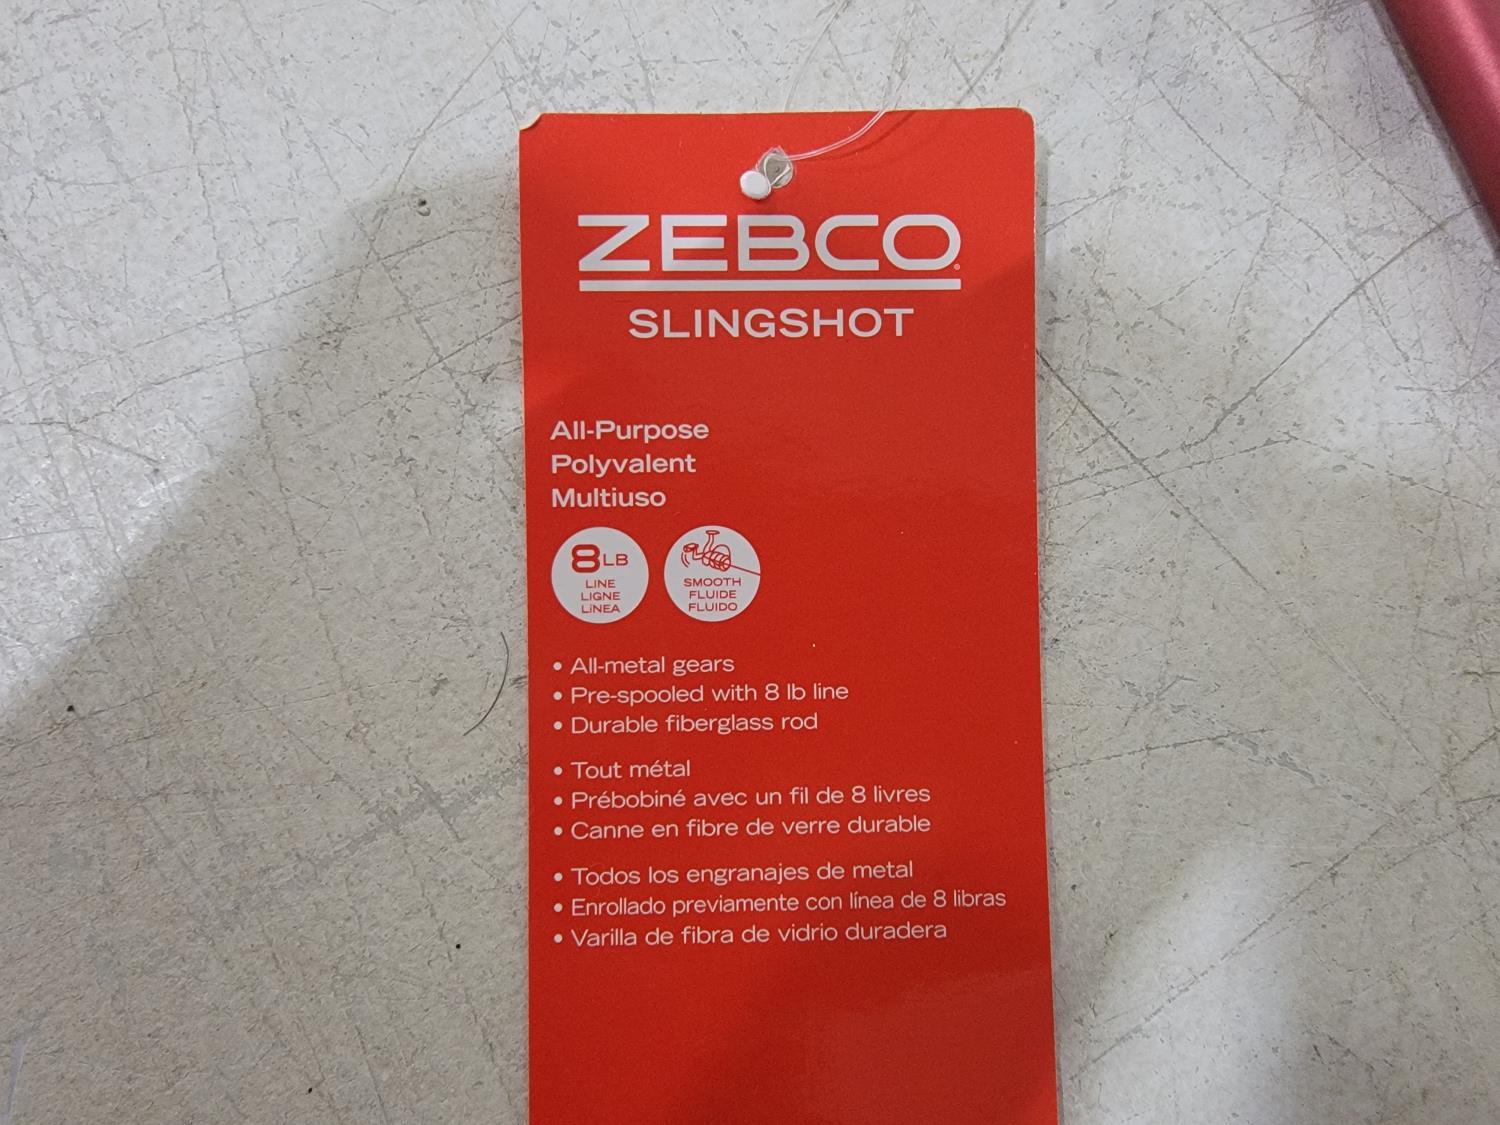 ZEBCO
SLINGSHOT
All-Purpose
Polyvalent
Multiuso
8LB
LINE
LIGNE
LíNEA
SMOOTH
FLUIDE
FLUIDO
• All-metal gears
• Pre-spooled with 8 lb line
• Durable fiberglass rod
• Tout métal
• Prébobiné avec un fil de 8 livres
• Canne en fibre de verre durable
• Todos los engranajes de metal
• Enrollado previamente con línea de 8 libras
• Varilla de fibra de vidrio duradera